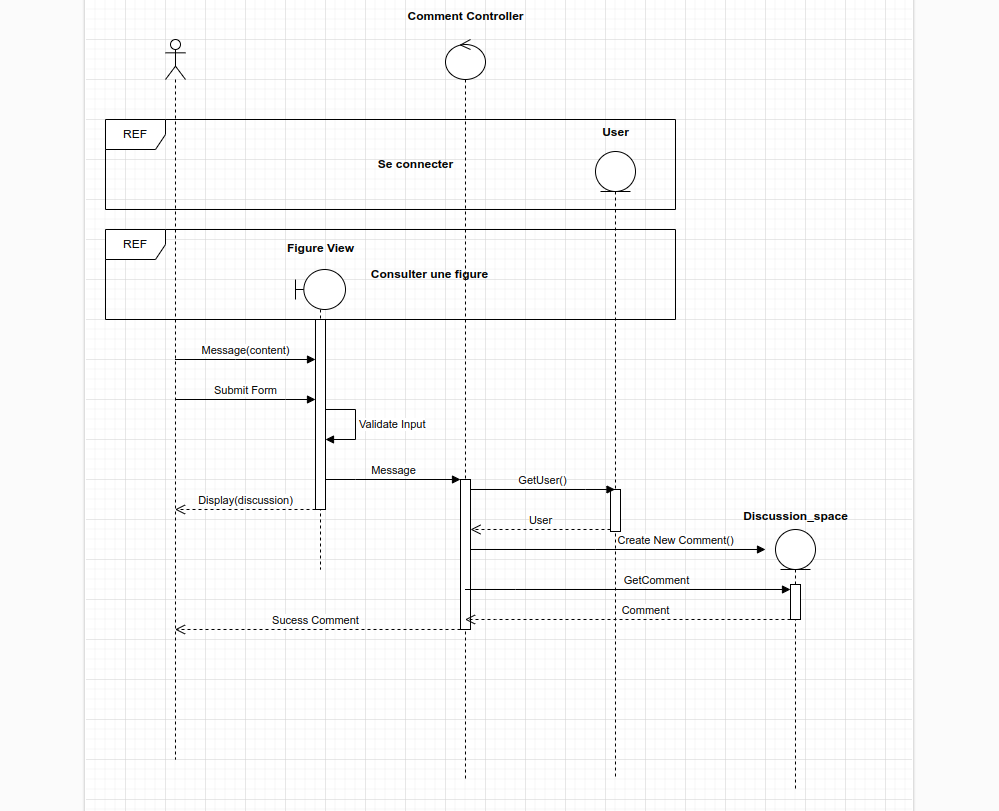 Comment Controller
REF
User
Se connecter
REF
Figure View
Consulter une figure
Message(content)
Submit Form
Validate Input
Message
GetUser()
Display(discussion)
User
Discussion_space
Create New Comment()
GetComment
Comment
Sucess Comment